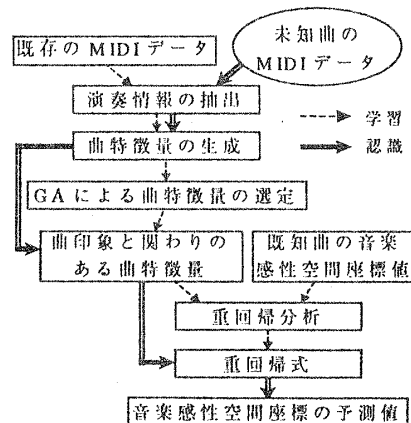 既存のMIDIデータ
未知曲の
MIDIデータ
演奏情報の抽出
学習
曲特徴量の生成
認識
GAによる曲特徴量の選定
曲印象と関わりの
ある曲特徴量
既知曲の音楽
感性空間座標値
重回帰分析
重回帰式
音楽感性空間座標の予測値